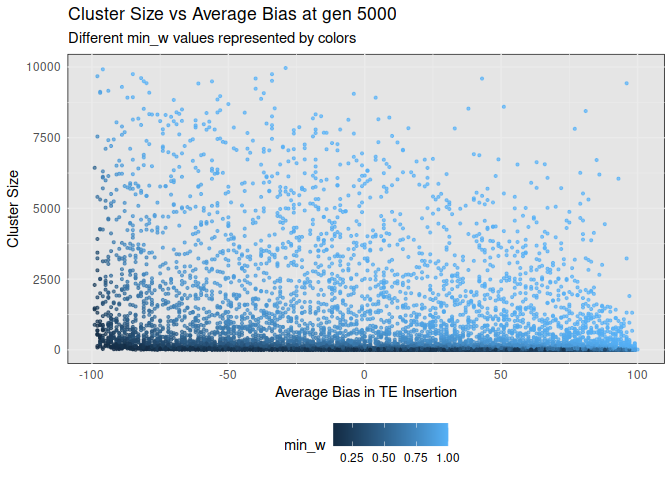 Cluster Size vs Average Bias at gen 5000
Different min_w values represented by colors
10000
7500
5000
2500
0
Cluster Size
-100 -50 0 50 100
Average Bias in TE Insertion
min_w
0.25 0.50 0.75 1.00